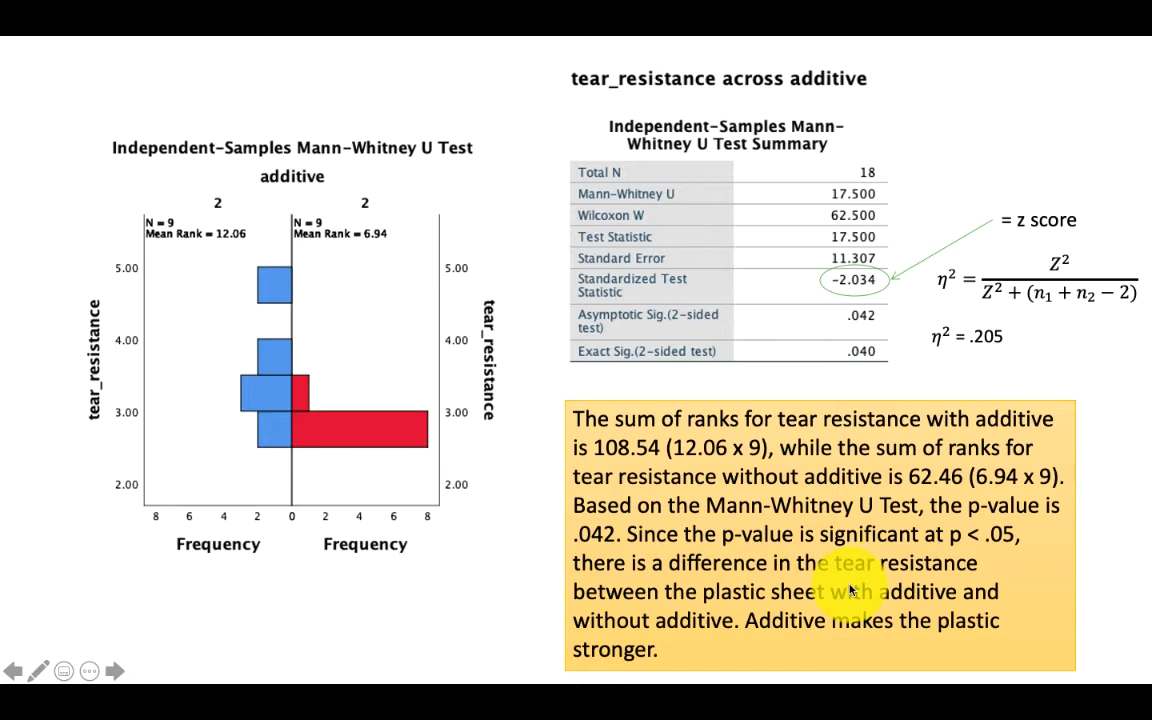 tear_resistance across additive
Independent-Samples Mann-
Whitney U Test Summary
Total N 18
Mann-Whitney U 17.500
Wilcoxon W 62.500
Test Statistic 17.500
Standard Error 11.307
Standardized Test
Statistic -2.034
Asymptotic Sig.(2-sided
test) .042
Exact Sig.(2-sided test) .040
= z score
η² = Z² / (Z² + (n₁ + n₂ − 2))
η² = .205
Independent-Samples Mann-Whitney U Test
additive
2 2
N = 9 N = 9
Mean Rank = 12.06 Mean Rank = 6.94
5.00 5.00
4.00 4.00
3.00 3.00
2.00 2.00
tear_resistance
tear_resistance
8 6 4 2 0 2 4 6 8
Frequency Frequency
The sum of ranks for tear resistance with additive
is 108.54 (12.06 x 9), while the sum of ranks for
tear resistance without additive is 62.46 (6.94 x 9).
Based on the Mann-Whitney U Test, the p-value is
.042. Since the p-value is significant at p < .05,
there is a difference in the tear resistance
between the plastic sheet with additive and
without additive. Additive makes the plastic
stronger.